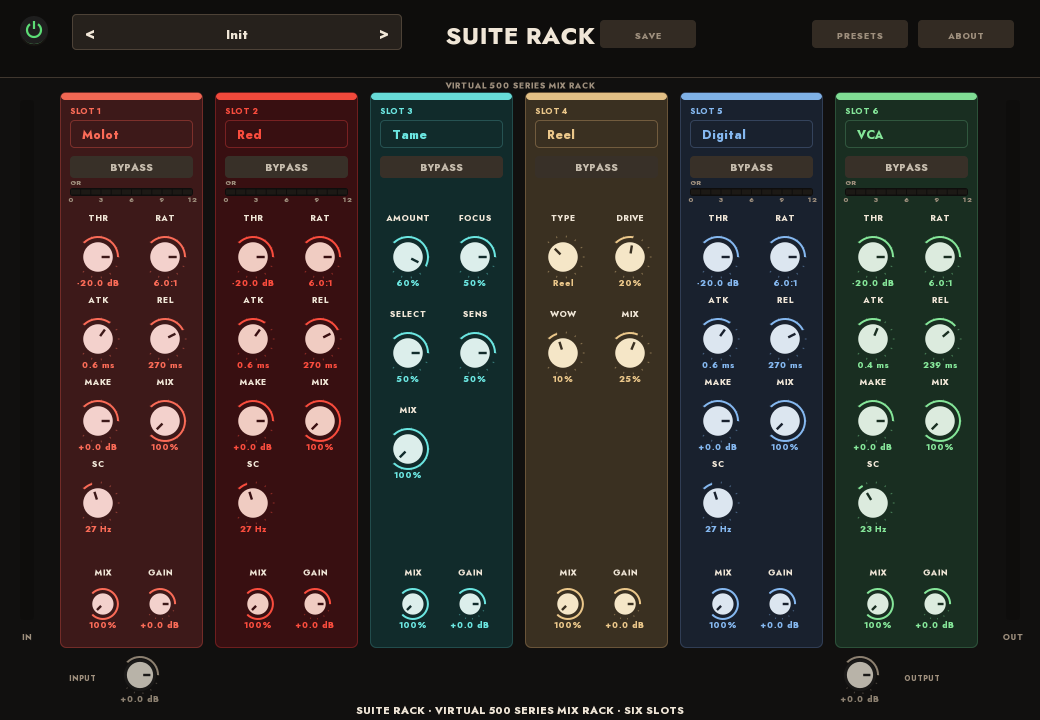 < Init >
SUITE RACK
SAVE
PRESETS
ABOUT
VIRTUAL 500 SERIES MIX RACK
SLOT 1
Molot
BYPASS
GR
0 3 6 9 12
THR RAT
-20.0 dB 6.0:1
ATK REL
0.6 ms 270 ms
MAKE MIX
+0.0 dB 100%
SC
27 Hz
MIX GAIN
100% +0.0 dB
SLOT 2
Red
BYPASS
GR
0 3 6 9 12
THR RAT
-20.0 dB 6.0:1
ATK REL
0.6 ms 270 ms
MAKE MIX
+0.0 dB 100%
SC
27 Hz
MIX GAIN
100% +0.0 dB
SLOT 3
Tame
BYPASS
AMOUNT FOCUS
60% 50%
SELECT SENS
50% 50%
MIX
100%
MIX GAIN
100% +0.0 dB
SLOT 4
Reel
BYPASS
TYPE DRIVE
Reel 20%
WOW MIX
10% 25%
MIX GAIN
100% +0.0 dB
SLOT 5
Digital
BYPASS
GR
0 3 6 9 12
THR RAT
-20.0 dB 6.0:1
ATK REL
0.6 ms 270 ms
MAKE MIX
+0.0 dB 100%
SC
27 Hz
MIX GAIN
100% +0.0 dB
SLOT 6
VCA
BYPASS
GR
0 3 6 9 12
THR RAT
-20.0 dB 6.0:1
ATK REL
0.4 ms 239 ms
MAKE MIX
+0.0 dB 100%
SC
23 Hz
MIX GAIN
100% +0.0 dB
IN
OUT
INPUT
+0.0 dB
OUTPUT
+0.0 dB
SUITE RACK · VIRTUAL 500 SERIES MIX RACK · SIX SLOTS